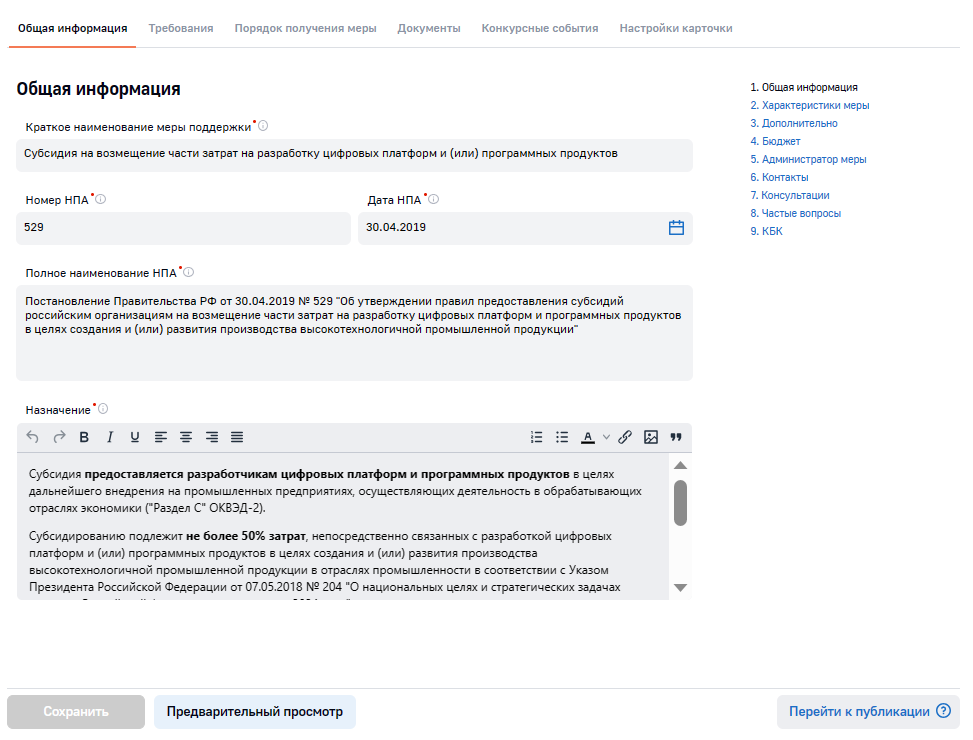 Общая информация Требования Порядок получения меры Документы Конкурсные события Настройки карточки
Общая информация
Краткое наименование меры поддержки
Субсидия на возмещение части затрат на разработку цифровых платформ и (или) программных продуктов
Номер НПА Дата НПА
529 30.04.2019
Полное наименование НПА
Постановление Правительства РФ от 30.04.2019 № 529 "Об утверждении правил предоставления субсидий
российским организациям на возмещение части затрат на разработку цифровых платформ и программных продуктов
в целях создания и (или) развития производства высокотехнологичной промышленной продукции"
Назначение
B I U A
Субсидия предоставляется разработчикам цифровых платформ и программных продуктов в целях
дальнейшего внедрения на промышленных предприятиях, осуществляющих деятельность в обрабатывающих
отраслях экономики ("Раздел С" ОКВЭД-2).
Субсидированию подлежит не более 50% затрат, непосредственно связанных с разработкой цифровых
платформ и (или) программных продуктов в целях создания и (или) развития производства
высокотехнологичной промышленной продукции в отраслях промышленности в соответствии с Указом
Президента Российской Федерации от 07.05.2018 № 204 "О национальных целях и стратегических задачах
1. Общая информация
2. Характеристики меры
3. Дополнительно
4. Бюджет
5. Администратор меры
6. Контакты
7. Консультации
8. Частые вопросы
9. КБК
Сохранить Предварительный просмотр Перейти к публикации ?